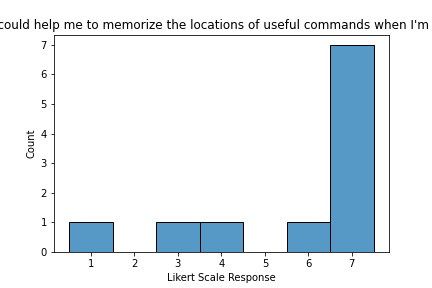 could help me to memorize the locations of useful commands when I'm
7
6
5
4
3
2
1
0
Count
1 2 3 4 5 6 7
Likert Scale Response